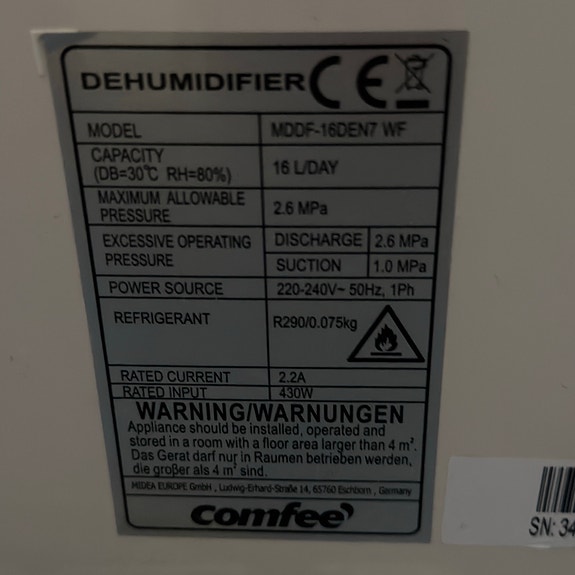 DEHUMIDIFIER CE
MODEL MDDF-16DEN7 WF
CAPACITY
(DB=30℃ RH=80%) 16 L/DAY
MAXIMUM ALLOWABLE
PRESSURE 2.6 MPa
EXCESSIVE OPERATING
PRESSURE DISCHARGE 2.6 MPa
SUCTION 1.0 MPa
POWER SOURCE 220-240V~ 50Hz, 1Ph
REFRIGERANT R290/0.075kg
RATED CURRENT 2.2A
RATED INPUT 430W
WARNING/WARNUNGEN
Appliance should be installed, operated and
stored in a room with a floor area larger than 4 m².
Das Gerat darf nur in Raumen betrieben werden,
die großer als 4 m² sind.
MIDEA EUROPE GmbH , Ludwig-Erhard-Straße 14, 65760 Eschborn , Germany
comfee
SN: 34